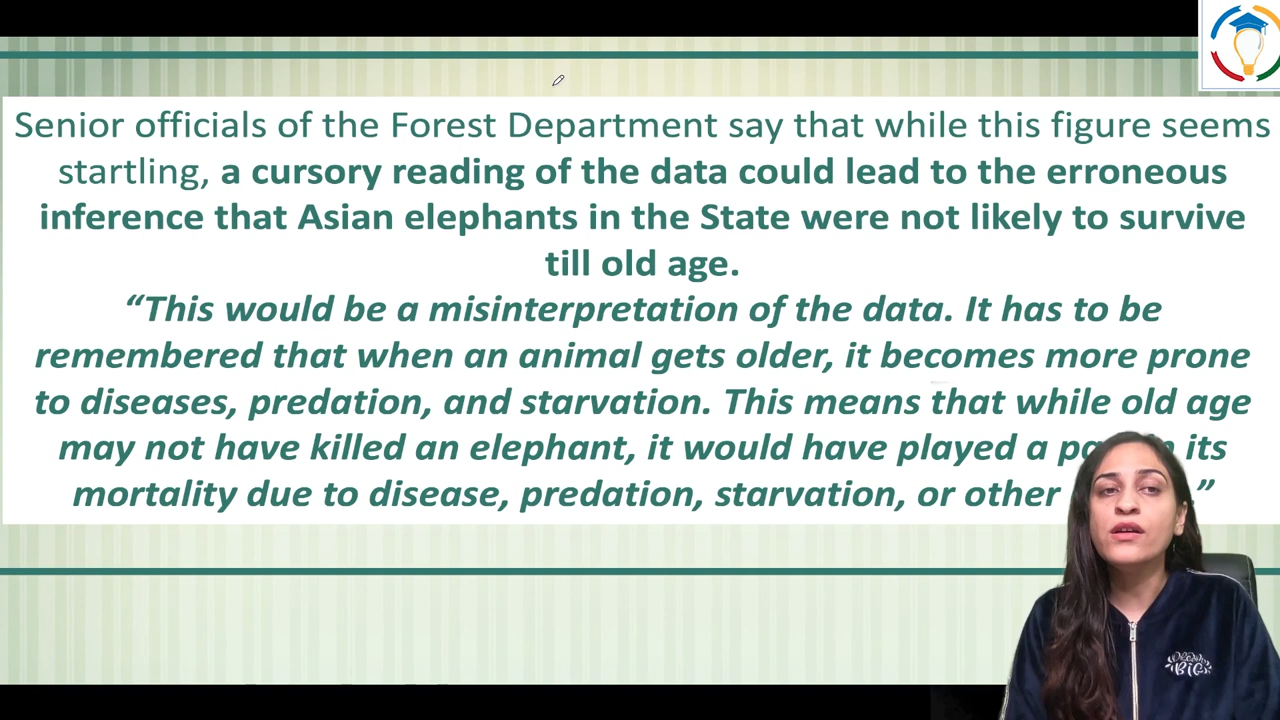 Senior officials of the Forest Department say that while this figure seems
startling, a cursory reading of the data could lead to the erroneous
inference that Asian elephants in the State were not likely to survive
till old age.
“This would be a misinterpretation of the data. It has to be
remembered that when an animal gets older, it becomes more prone
to diseases, predation, and starvation. This means that while old age
may not have killed an elephant, it would have played a its
mortality due to disease, predation, starvation, or other .”
BIG